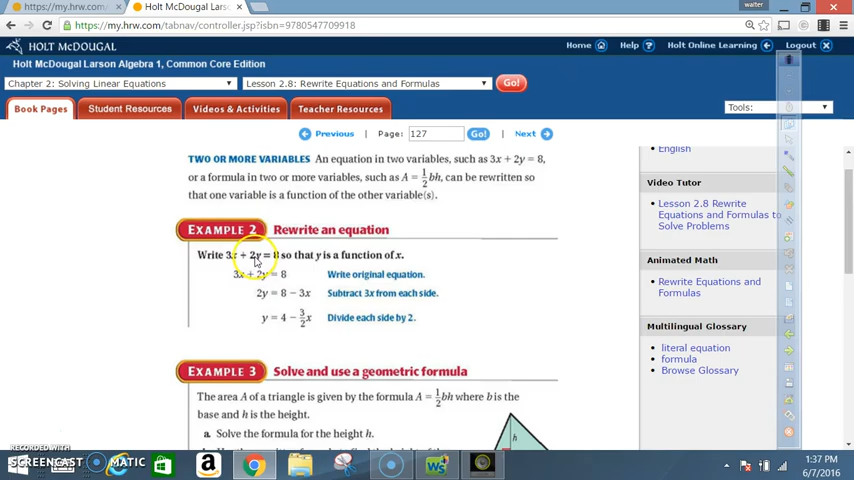 https://my.hrw.com/tabnav/ ×
Holt McDougal Larsen ×
walter
https://my.hrw.com/tabnav/controller.jsp?isbn=9780547709918
HOLT McDOUGAL
Home Help ? Holt Online Learning Logout
Holt McDougal Larson Algebra 1, Common Core Edition
Chapter 2: Solving Linear Equations Lesson 2.8: Rewrite Equations and Formulas Go!
Book Pages Student Resources Videos & Activities Teacher Resources Tools:
Previous | Page: 127 Go! | Next
TWO OR MORE VARIABLES An equation in two variables, such as 3x + 2y = 8,
or a formula in two or more variables, such as A = 1/2 bh, can be rewritten so
that one variable is a function of the other variable(s).
EXAMPLE 2 Rewrite an equation
Write 3x + 2y = 8 so that y is a function of x.
3x + 2y = 8 Write original equation.
2y = 8 − 3x Subtract 3x from each side.
y = 4 − 3/2 x Divide each side by 2.
EXAMPLE 3 Solve and use a geometric formula
The area A of a triangle is given by the formula A = 1/2 bh where b is the
base and h is the height.
a. Solve the formula for the height h.
h
English
Video Tutor
Lesson 2.8 Rewrite
Equations and Formulas to
Solve Problems
Animated Math
Rewrite Equations and
Formulas
Multilingual Glossary
literal equation
formula
Browse Glossary
RECORDED WITH
SCREENCAST MATIC
1:37 PM
6/7/2016